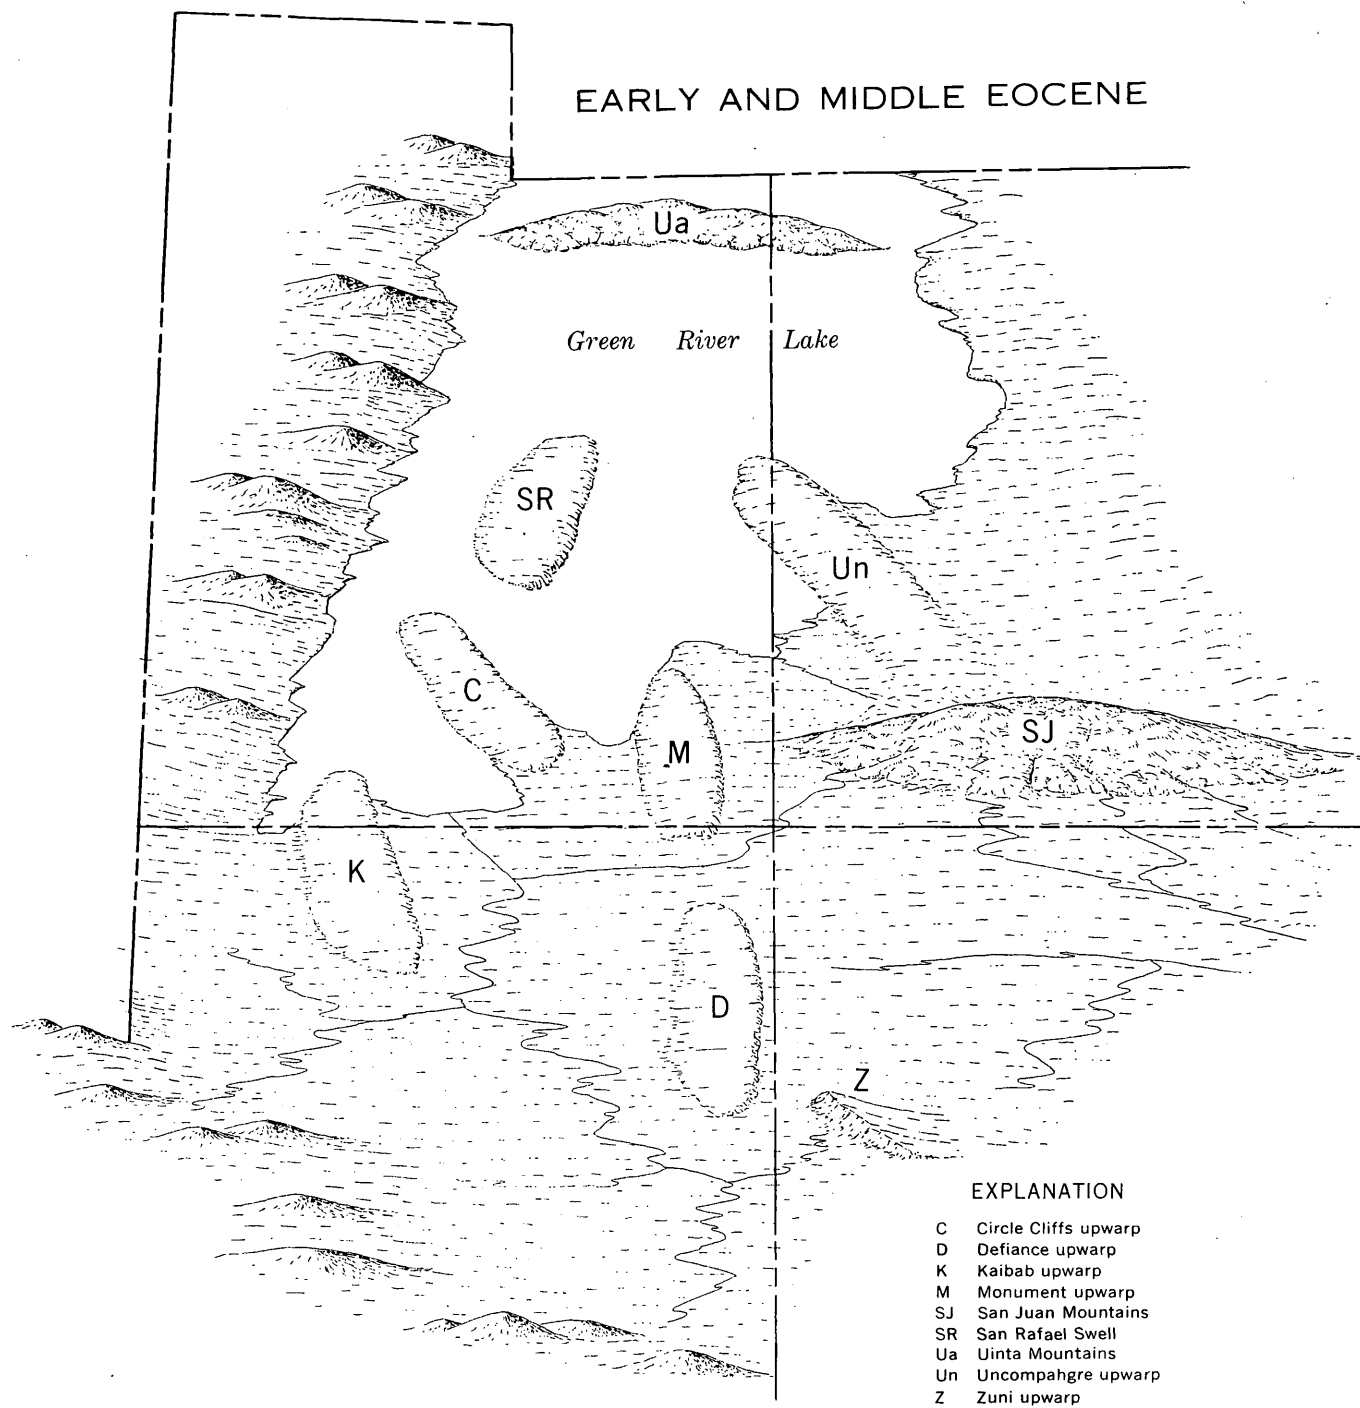 EARLY AND MIDDLE EOCENE
Ua
Green River Lake
SR
Un
C
SJ
M
K
D
Z
EXPLANATION
C Circle Cliffs upwarp
D Defiance upwarp
K Kaibab upwarp
M Monument upwarp
SJ San Juan Mountains
SR San Rafael Swell
Ua Uinta Mountains
Un Uncompahgre upwarp
Z Zuni upwarp